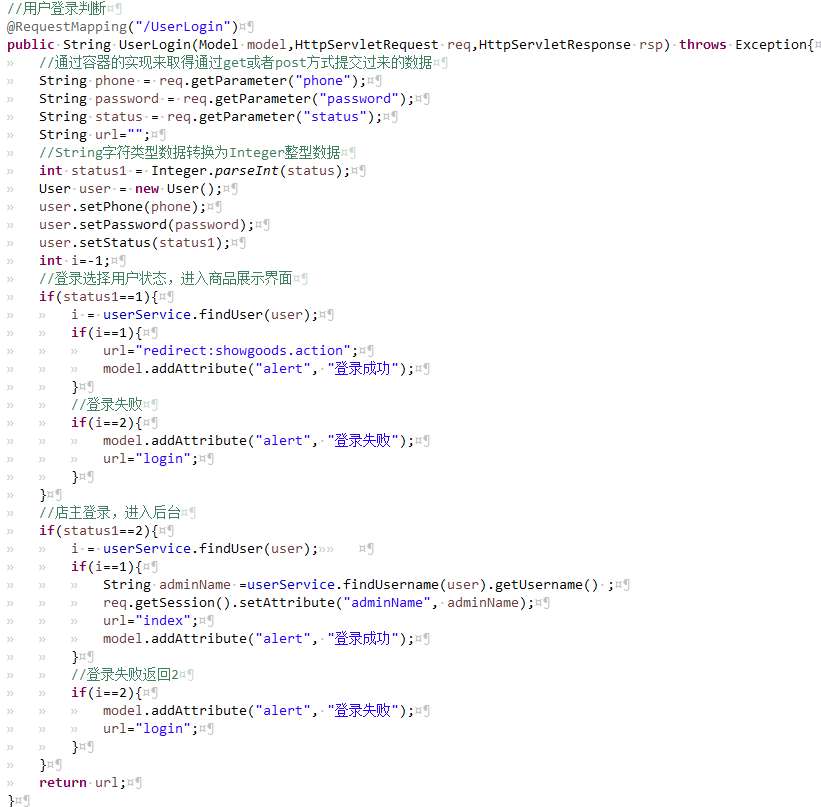 //用户登录判断
@RequestMapping("/UserLogin")
public String UserLogin(Model model,HttpServletRequest req,HttpServletResponse rsp) throws Exception{
//通过容器的实现来取得通过get或者post方式提交过来的数据
String phone = req.getParameter("phone");
String password = req.getParameter("password");
String status = req.getParameter("status");
String url="";
//String字符类型数据转换为Integer整型数据
int status1 = Integer.parseInt(status);
User user = new User();
user.setPhone(phone);
user.setPassword(password);
user.setStatus(status1);
int i=-1;
//登录选择用户状态，进入商品展示界面
if(status1==1){
i = userService.findUser(user);
if(i==1){
url="redirect:showgoods.action";
model.addAttribute("alert", "登录成功");
}
//登录失败
if(i==2){
model.addAttribute("alert", "登录失败");
url="login";
}
}
//店主登录，进入后台
if(status1==2){
i = userService.findUser(user);
if(i==1){
String adminName =userService.findUsername(user).getUsername() ;
req.getSession().setAttribute("adminName", adminName);
url="index";
model.addAttribute("alert", "登录成功");
}
//登录失败返回2
if(i==2){
model.addAttribute("alert", "登录失败");
url="login";
}
}
return url;
}